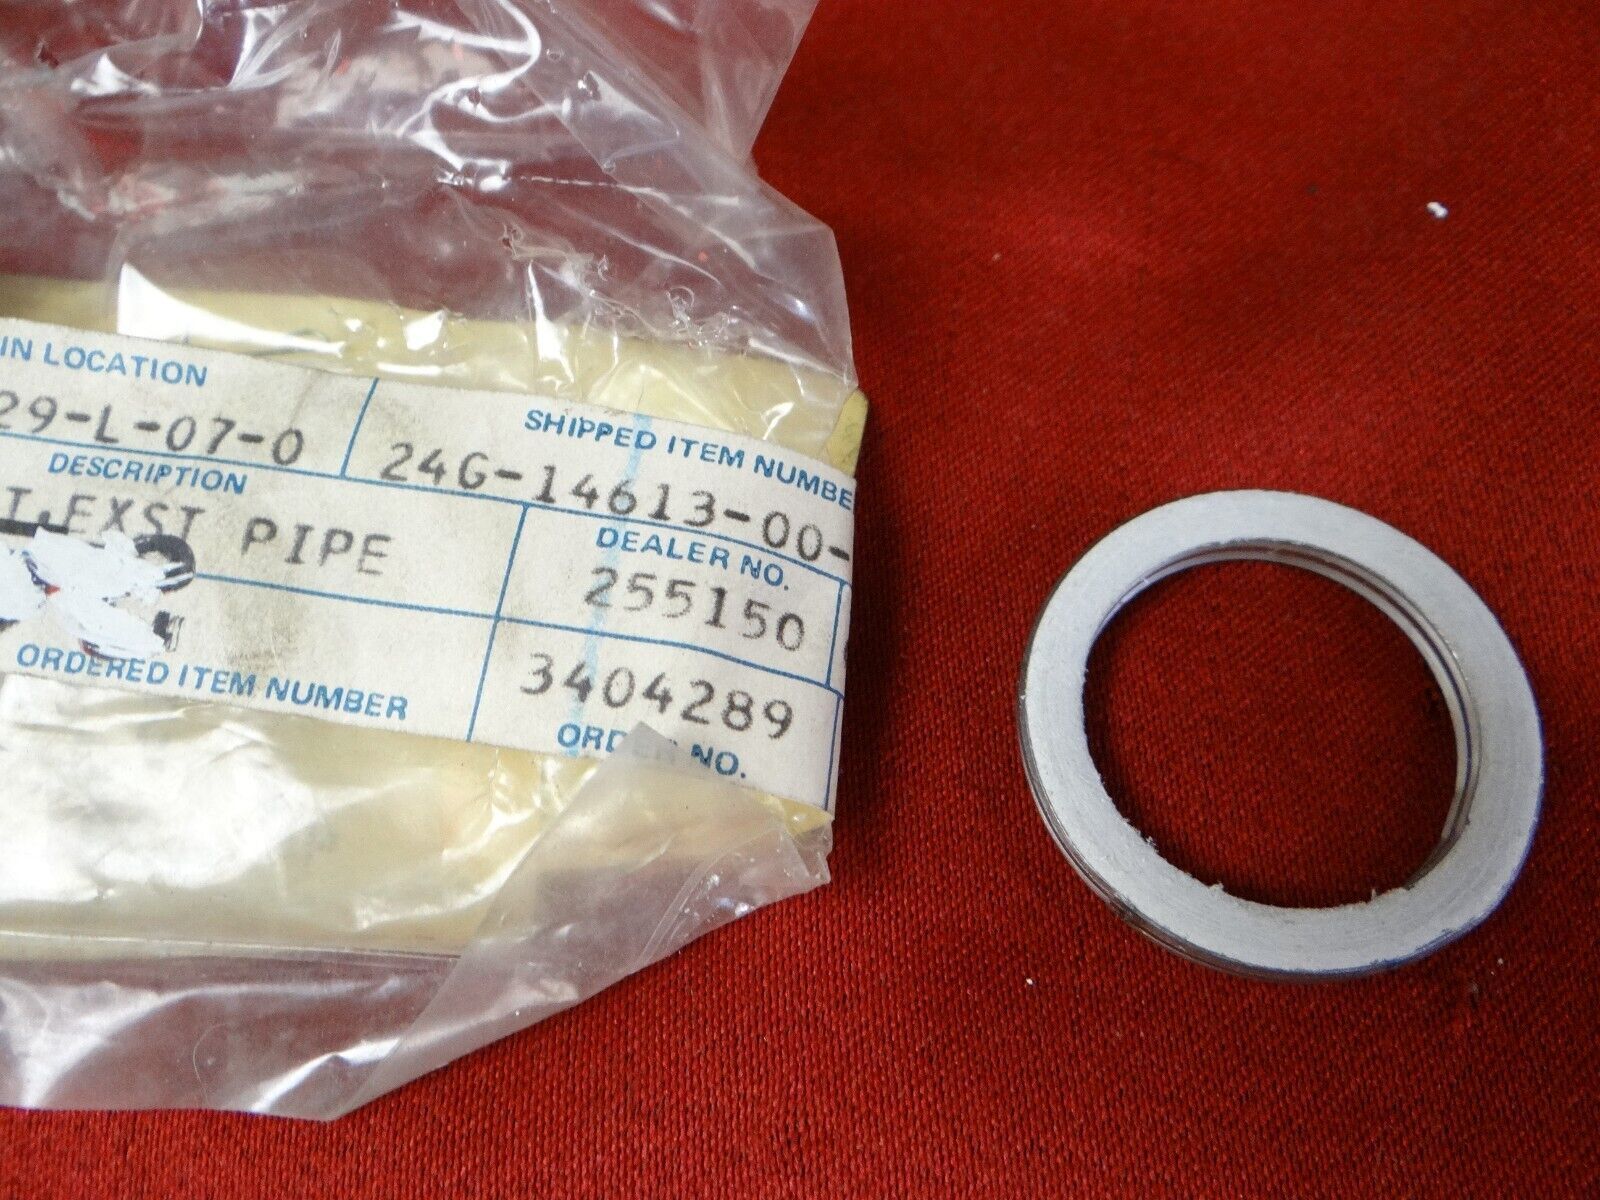 IN LOCATION
29-L-07-0
SHIPPED ITEM NUMBE
24G-14613-00-
DESCRIPTION
T,EXST PIPE
DEALER NO.
255150
ORDERED ITEM NUMBER
3404289
ORDER NO.